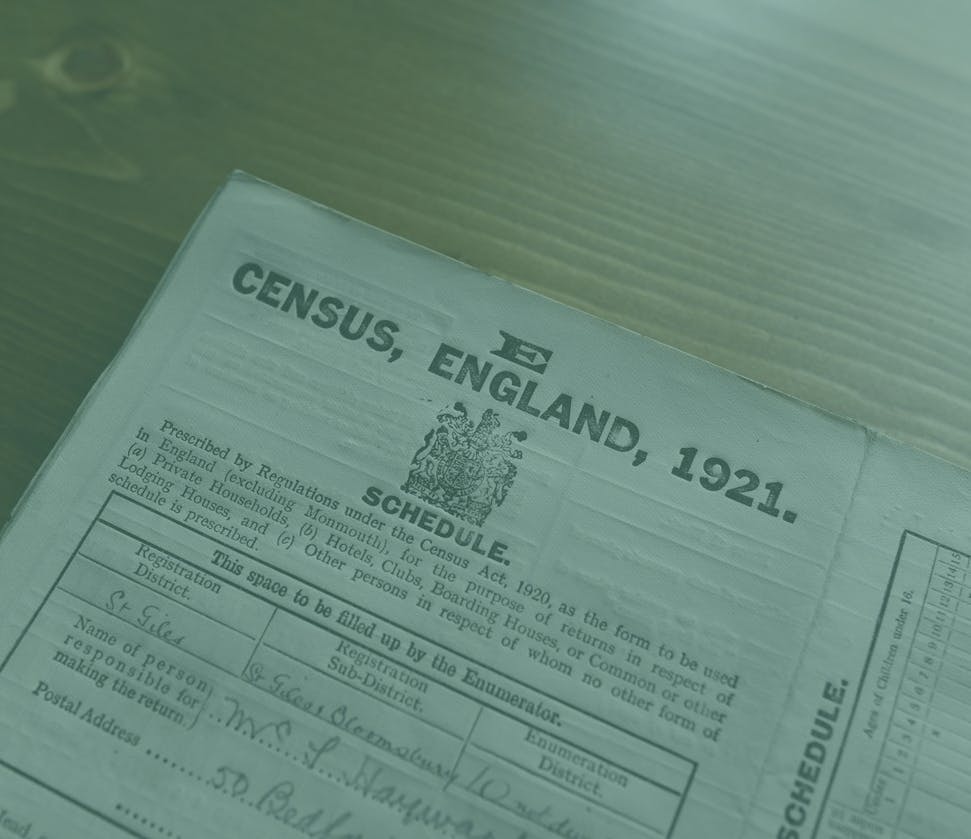 E
CENSUS, ENGLAND, 1921.
SCHEDULE.
Prescribed by Regulations under the Census Act, 1920, as the form to be used
in England (excluding Monmouth), for the purpose of returns in respect of
(a) Private Households, (b) Hotels, Clubs, Boarding Houses, or Common or other
Lodging Houses, and (c) Other persons in respect of whom no other form of
schedule is prescribed.
This space to be filled up by the Enumerator.
Registration
District.
St Giles
Registration
Sub-District.
St Giles Bloomsbury
Enumeration
District.
Name of person
responsible for
making the return.
Mrs
Postal Address
50
SCHEDULE.
Ages of Children under 16.